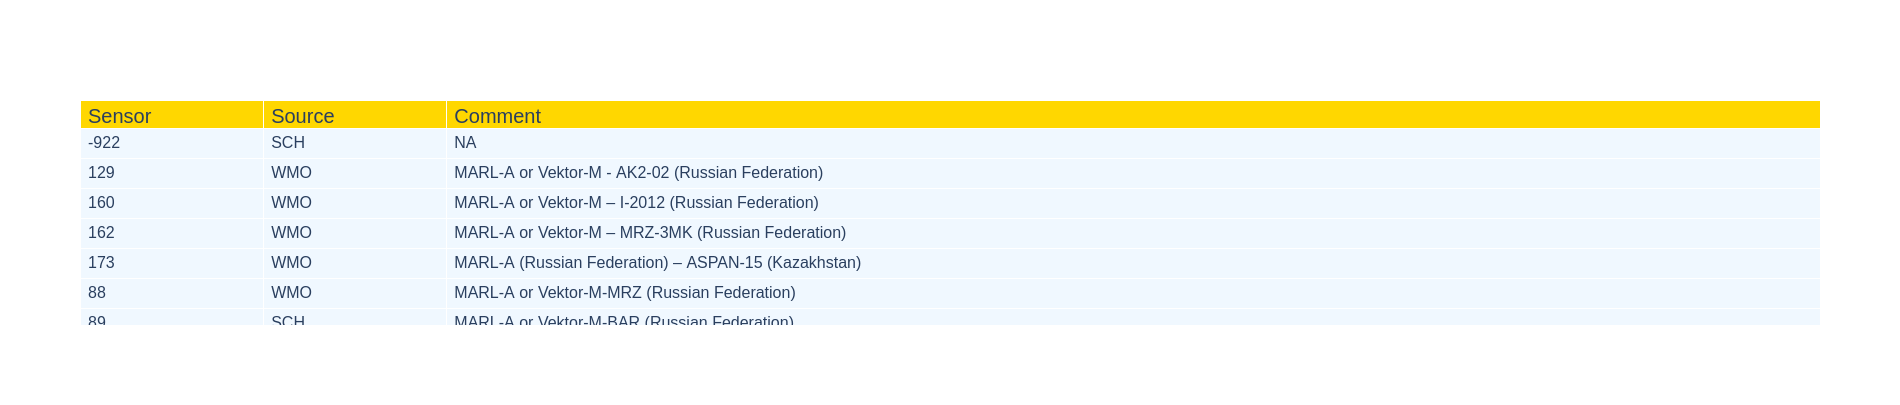 Sensor Source Comment
-922 SCH NA
129 WMO MARL-A or Vektor-M - AK2-02 (Russian Federation)
160 WMO MARL-A or Vektor-M – I-2012 (Russian Federation)
162 WMO MARL-A or Vektor-M – MRZ-3MK (Russian Federation)
173 WMO MARL-A (Russian Federation) – ASPAN-15 (Kazakhstan)
88 WMO MARL-A or Vektor-M-MRZ (Russian Federation)
89 SCH MARL-A or Vektor-M-BAR (Russian Federation)